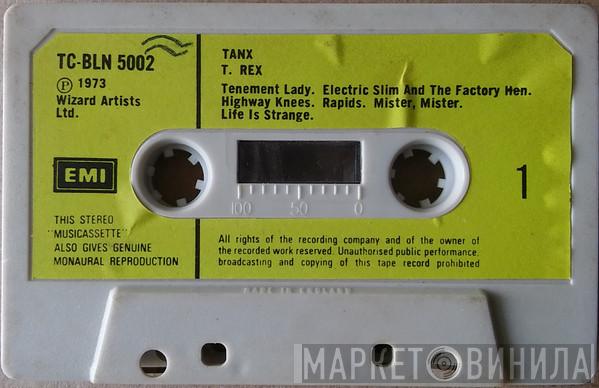 TC-BLN 5002
℗ 1973
Wizard Artists
Ltd.
EMI
THIS STEREO
"MUSICASSETTE"
ALSO GIVES GENUINE
MONAURAL REPRODUCTION
TANX
T. REX
Tenement Lady. Electric Slim And The Factory Hen.
Highway Knees. Rapids. Mister, Mister.
Life Is Strange.
100 50 0
1
All rights of the recording company and of the owner of
the recorded work reserved. Unauthorised public performance,
broadcasting and copying of this tape record prohibited
MADE IN ENGLAND
МАРКЕТ ВИНИЛА